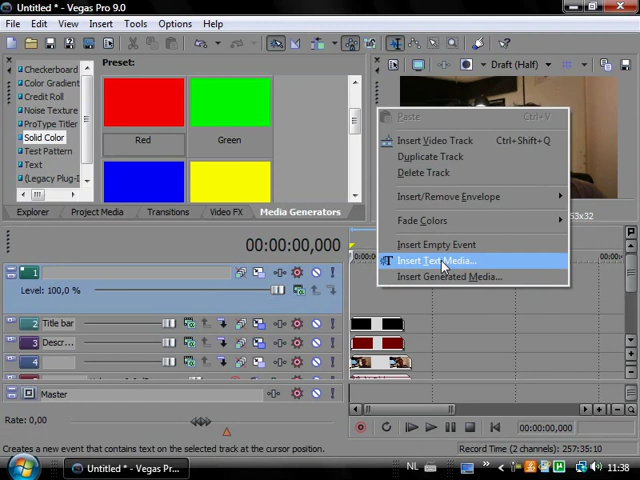 Untitled * - Vegas Pro 9.0
File Edit View Insert Tools Options Help
Checkerboard
Color Gradient
Credit Roll
Noise Texture
ProType Titler
Solid Color
Test Pattern
Text
(Legacy Plug-I
Preset:
Red
Green
Explorer
Project Media
Transitions
Video FX
Media Generators
Draft (Half)
Paste Ctrl+V
Insert Video Track Ctrl+Shift+Q
Duplicate Track
Delete Track
Insert/Remove Envelope
Fade Colors
Insert Empty Event
Insert Text Media...
Insert Generated Media...
53x32
00:00:00,000
1
Level: 100,0 %
2 Title bar
3 Descr...
4
Master
Rate: 0,00
00:00:00,000
Creates a new event that contains text on the selected track at the cursor position.
Record Time (2 channels): 257:35:10
Untitled * - Vegas Pr...
NL
11:38